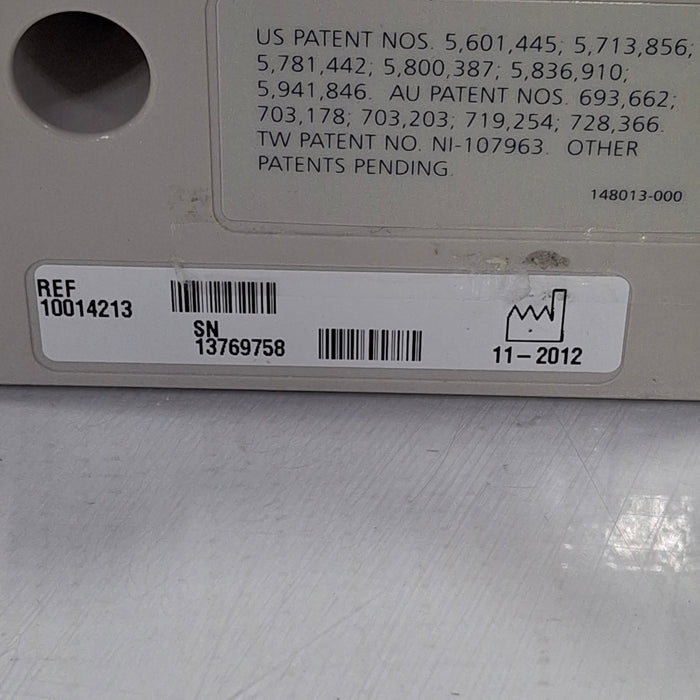 US PATENT NOS. 5,601,445; 5,713,856;
5,781,442; 5,800,387; 5,836,910;
5,941,846. AU PATENT NOS. 693,662;
703,178; 703,203; 719,254; 728,366.
TW PATENT NO. NI-107963. OTHER
PATENTS PENDING.
148013-000
REF
10014213
SN
13769758
11-2012